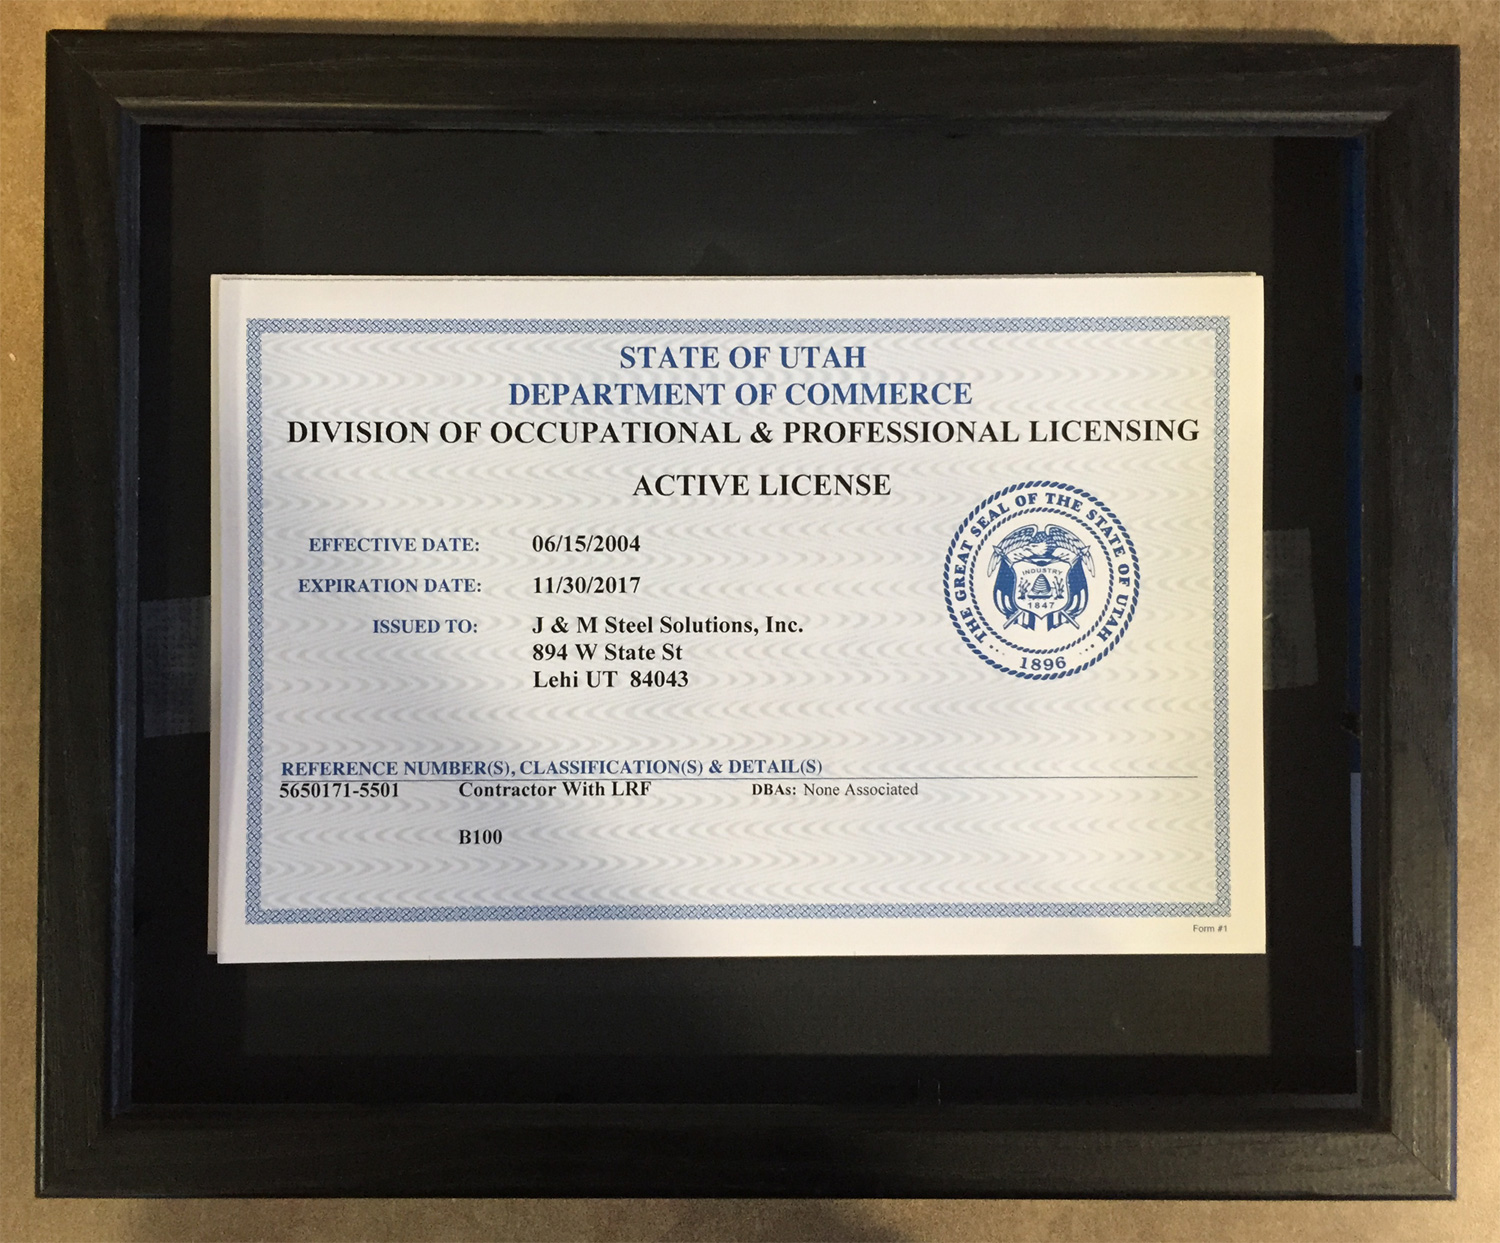 STATE OF UTAH
DEPARTMENT OF COMMERCE
DIVISION OF OCCUPATIONAL & PROFESSIONAL LICENSING
ACTIVE LICENSE
EFFECTIVE DATE: 06/15/2004
EXPIRATION DATE: 11/30/2017
ISSUED TO: J & M Steel Solutions, Inc.
894 W State St
Lehi UT 84043
THE GREAT SEAL OF THE STATE OF UTAH
INDUSTRY
1847
1896
REFERENCE NUMBER(S), CLASSIFICATION(S) & DETAIL(S)
5650171-5501 Contractor With LRF DBAs: None Associated
B100
Form #1